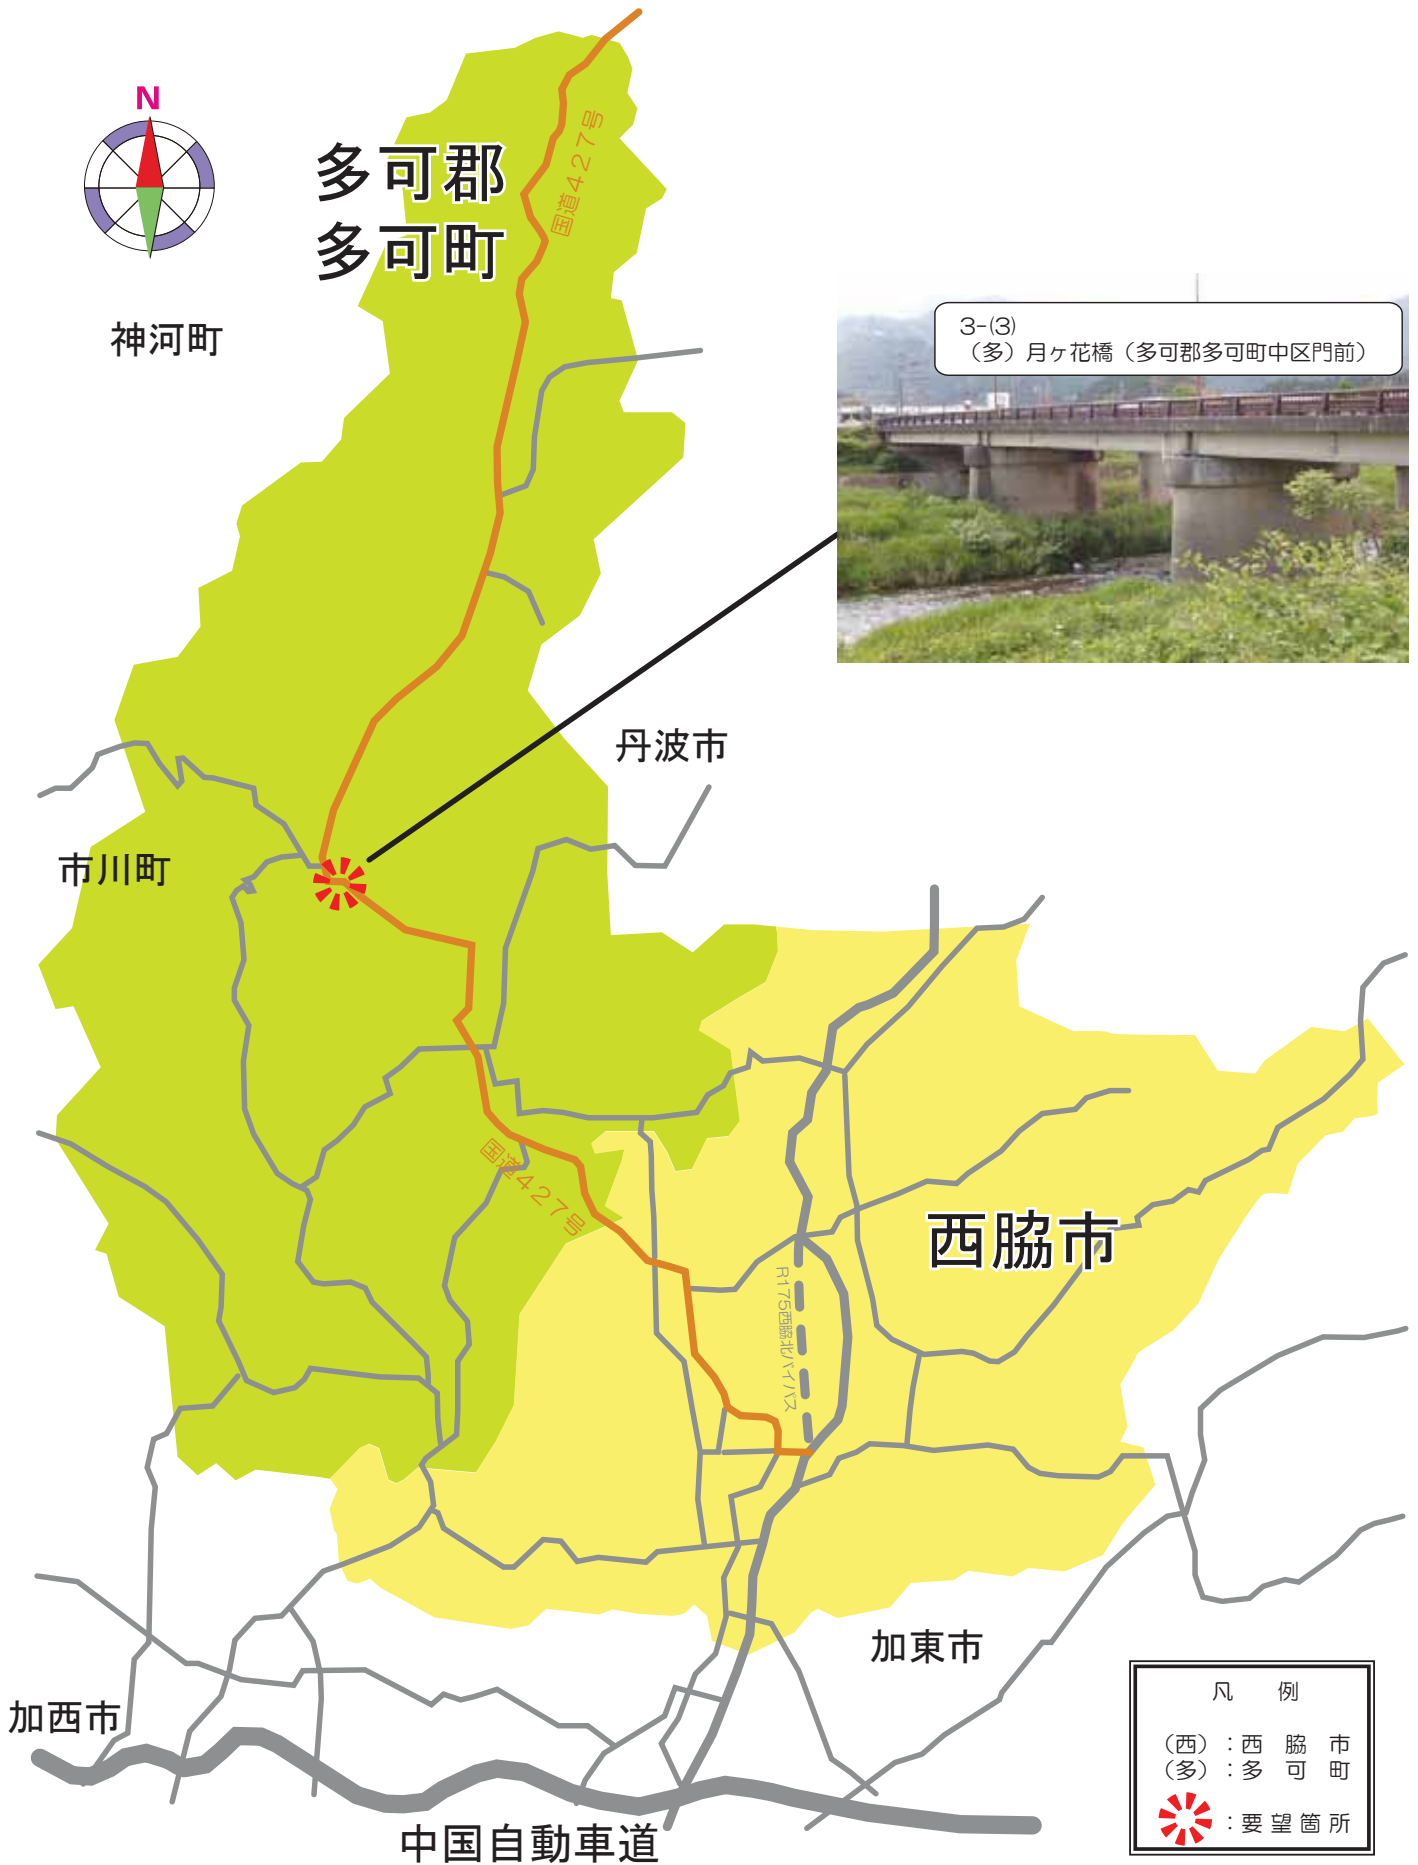 N
国道427号
多可郡
多可町
神河町
3-(3)
（多）月ヶ花橋（多可郡多可町中区門前）
丹波市
市川町
国道427号
西脇市
R175西脇北バイパス
加東市
加西市
中国自動車道
凡 例
（西）：西 脇 市
（多）：多 可 町
：要望箇所